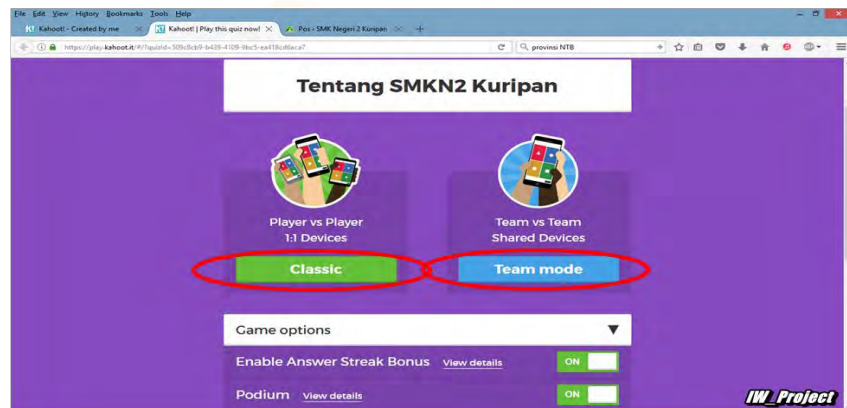 File Edit View History Bookmarks Tools Help
Kahoot! - Created by me
Kahoot! | Play this quiz now!
Pos - SMK Negeri 2 Kuripan
provinsi NTB
Tentang SMKN2 Kuripan
Player vs Player
1:1 Devices
Classic
Team vs Team
Shared Devices
Team mode
Game options
Enable Answer Streak Bonus View details ON
Podium View details ON
IW_Project